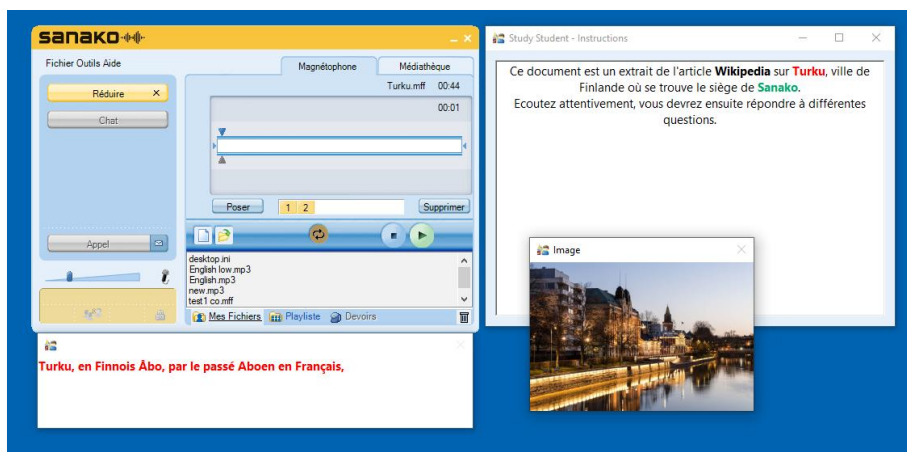 sanako
Fichier Outils Aide
Réduire
Chat
Appel
Magnétophone
Médiathèque
Turku.mff 00:44
00:01
Poser
1 2
Supprimer
desktop.ini
English low.mp3
English.mp3
new.mp3
test1 co.mff
Mes Fichiers Playliste Devoirs
Study Student - Instructions
Ce document est un extrait de l'article Wikipedia sur Turku, ville de
Finlande où se trouve le siège de Sanako.
Ecoutez attentivement, vous devrez ensuite répondre à différentes
questions.
Image
Turku, en Finnois Åbo, par le passé Aboen en Français,